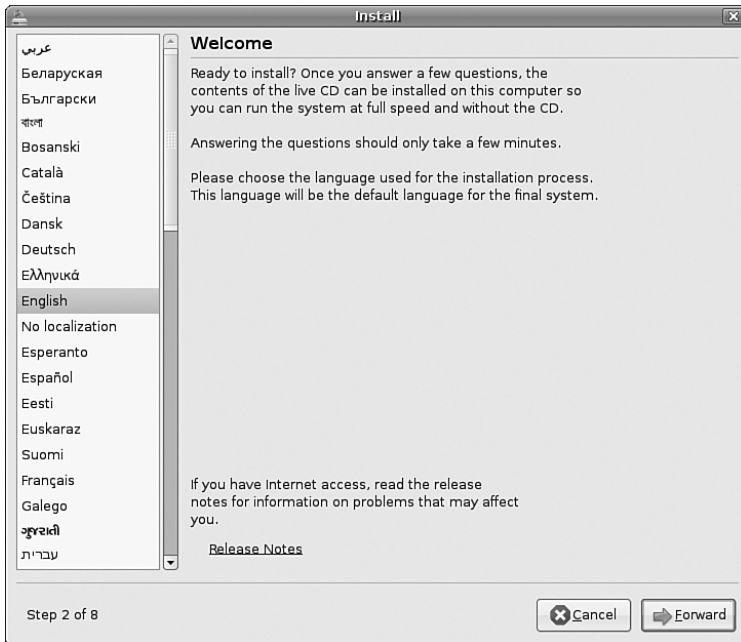 Install
عربي
Беларуская
Български
বাংলা
Bosanski
Català
Čeština
Dansk
Deutsch
Ελληνικά
English
No localization
Esperanto
Español
Eesti
Euskaraz
Suomi
Français
Galego
ગુજરાતી
עברית
Welcome
Ready to install? Once you answer a few questions, the
contents of the live CD can be installed on this computer so
you can run the system at full speed and without the CD.
Answering the questions should only take a few minutes.
Please choose the language used for the installation process.
This language will be the default language for the final system.
If you have Internet access, read the release
notes for information on problems that may affect
you.
Release Notes
Step 2 of 8
Cancel
Forward